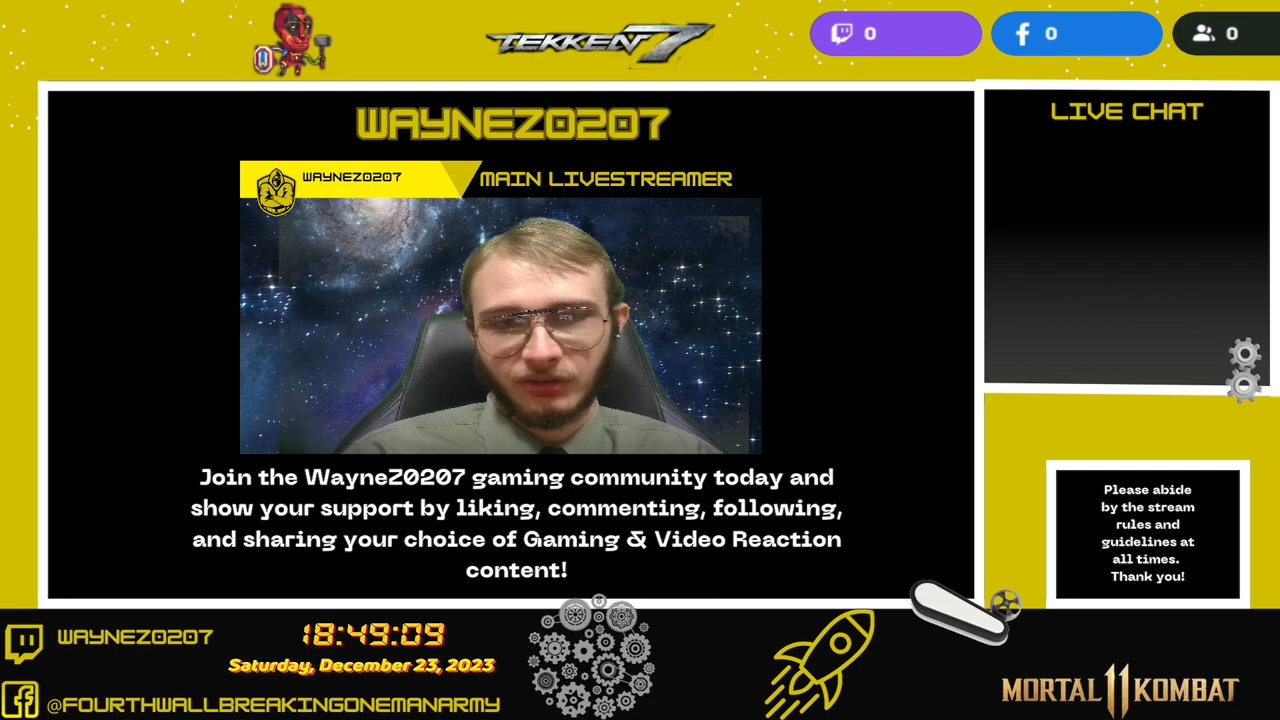 TEKKEN 7
0
0
0
WAYNEZ0207
LIVE CHAT
WAYNEZ0207
MAIN LIVESTREAMER
Join the WayneZ0207 gaming community today and
show your support by liking, commenting, following,
and sharing your choice of Gaming & Video Reaction
content!
Please abide
by the stream
rules and
guidelines at
all times.
Thank you!
WAYNEZ0207
18:49:09
Saturday, December 23, 2023
@FOURTHWALLBREAKINGONEMANARMY
MORTAL 11 KOMBAT